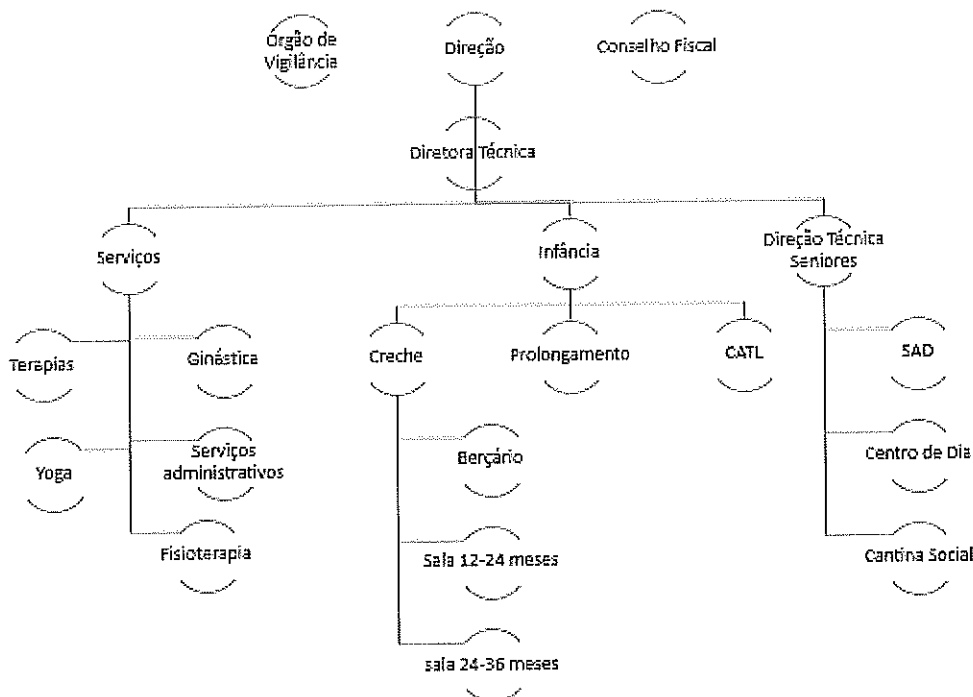 Órgão de
Vigilância
Direção
Conselho Fiscal
Diretora Técnica
Serviços
Infância
Direção Técnica
Seniores
Terapias
Ginástica
Creche
Prolongamento
CATL
SAD
Yoga
Serviços
administrativos
Berçário
Centro de Dia
Fisioterapia
Sala 12-24 meses
Cantina Social
sala 24-36 meses